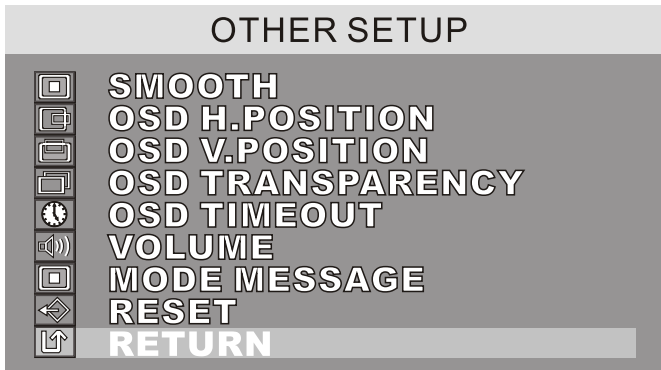 OTHER SETUP
SMOOTH
OSD H.POSITION
OSD V.POSITION
OSD TRANSPARENCY
OSD TIMEOUT
VOLUME
MODE MESSAGE
RESET
RETURN